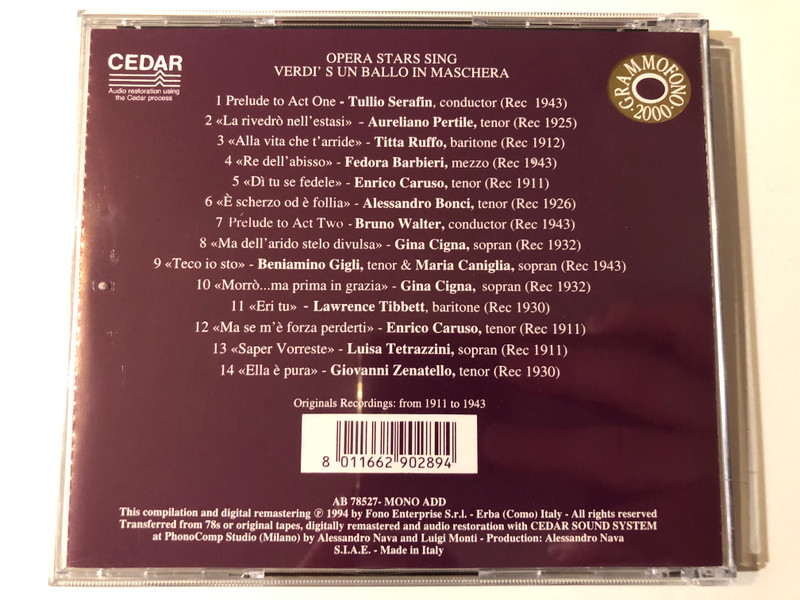 CEDAR
Audio restoration using
the Cedar process
OPERA STARS SING
VERDI' S UN BALLO IN MASCHERA
GRAMMOFONO 2000
1 Prelude to Act One - Tullio Serafin, conductor (Rec 1943)
2 «La rivedrò nell'estasi» - Aureliano Pertile, tenor (Rec 1925)
3 «Alla vita che t'arride» - Titta Ruffo, baritone (Rec 1912)
4 «Re dell'abisso» - Fedora Barbieri, mezzo (Rec 1943)
5 «Dì tu se fedele» - Enrico Caruso, tenor (Rec 1911)
6 «È scherzo od è follia» - Alessandro Bonci, tenor (Rec 1926)
7 Prelude to Act Two - Bruno Walter, conductor (Rec 1943)
8 «Ma dell'arido stelo divulsa» - Gina Cigna, sopran (Rec 1932)
9 «Teco io sto» - Beniamino Gigli, tenor & Maria Caniglia, sopran (Rec 1943)
10 «Morrò...ma prima in grazia» - Gina Cigna, sopran (Rec 1932)
11 «Eri tu» - Lawrence Tibbett, baritone (Rec 1930)
12 «Ma se m'è forza perderti» - Enrico Caruso, tenor (Rec 1911)
13 «Saper Vorreste» - Luisa Tetrazzini, sopran (Rec 1911)
14 «Ella è pura» - Giovanni Zenatello, tenor (Rec 1930)
Originals Recordings: from 1911 to 1943
8 011662 902894
AB 78527- MONO ADD
This compilation and digital remastering ℗ 1994 by Fono Enterprise S.r.l. - Erba (Como) Italy - All rights reserved
Transferred from 78s or original tapes, digitally remastered and audio restoration with CEDAR SOUND SYSTEM
at PhonoComp Studio (Milano) by Alessandro Nava and Luigi Monti - Production: Alessandro Nava
S.I.A.E. - Made in Italy